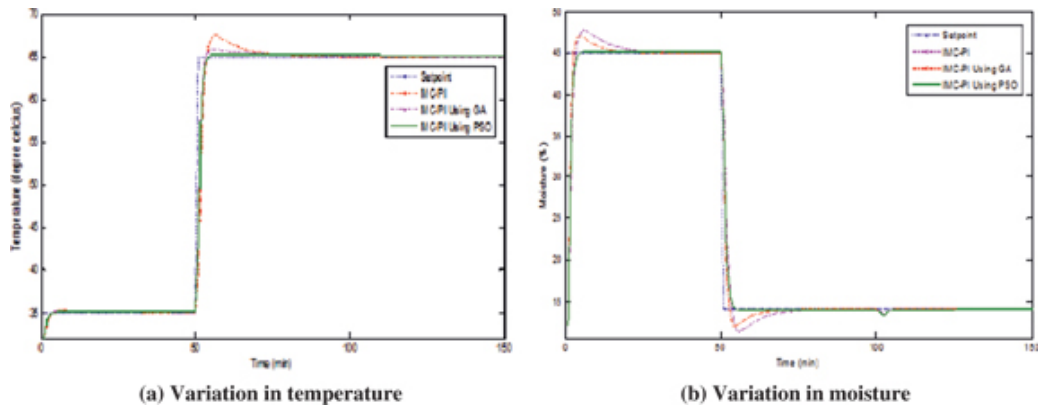 70
65
60
55
50
45
40
35
Temperature (degree celcius)
Setpoint
IMC-PI
IMC-PI Using GA
IMC-PI Using PSO
0
50
100
150
Time (min)
(a) Variation in temperature
50
45
40
35
30
25
20
15
Moisture (%)
Setpoint
IMC-PI
IMC-PI Using GA
IMC-PI Using PSO
0
50
100
150
Time (min)
(b) Variation in moisture